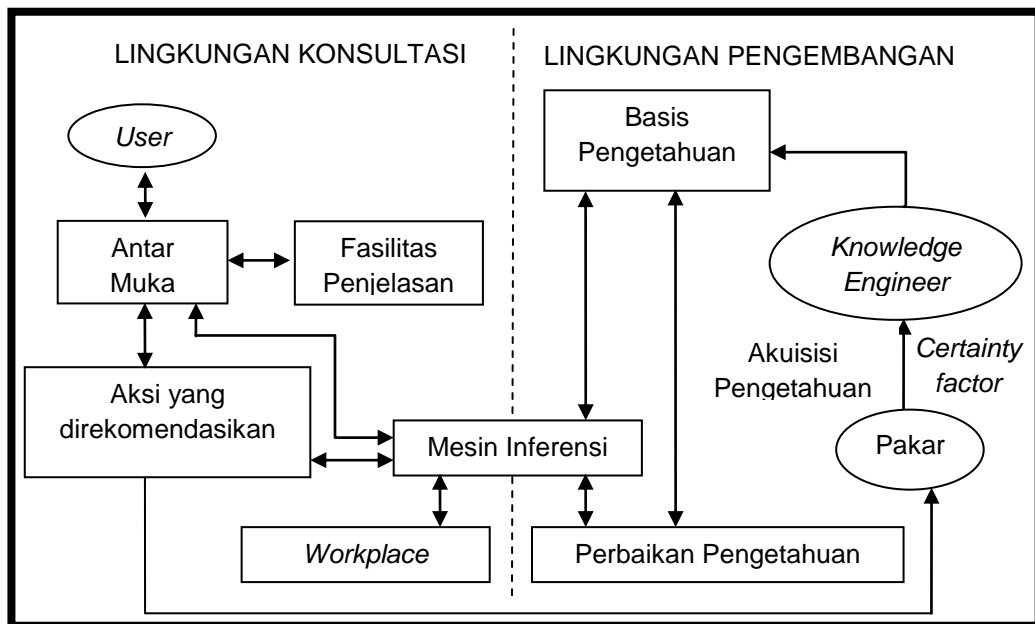 LINGKUNGAN KONSULTASI
LINGKUNGAN PENGEMBANGAN
User
Antar
Muka
Fasilitas
Penjelasan
Aksi yang
direkomendasikan
Mesin Inferensi
Workplace
Basis
Pengetahuan
Knowledge
Engineer
Akuisisi
Pengetahuan
Certainty
factor
Pakar
Perbaikan Pengetahuan